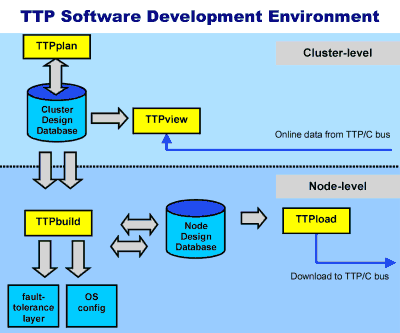 TTP Software Development Environment
TTPplan
Cluster-level
Cluster
Design
Database
TTPview
Online data from TTP/C bus
Node-level
TTPbuild
Node
Design
Database
TTPload
Download to TTP/C bus
fault-
tolerance
layer
OS
config